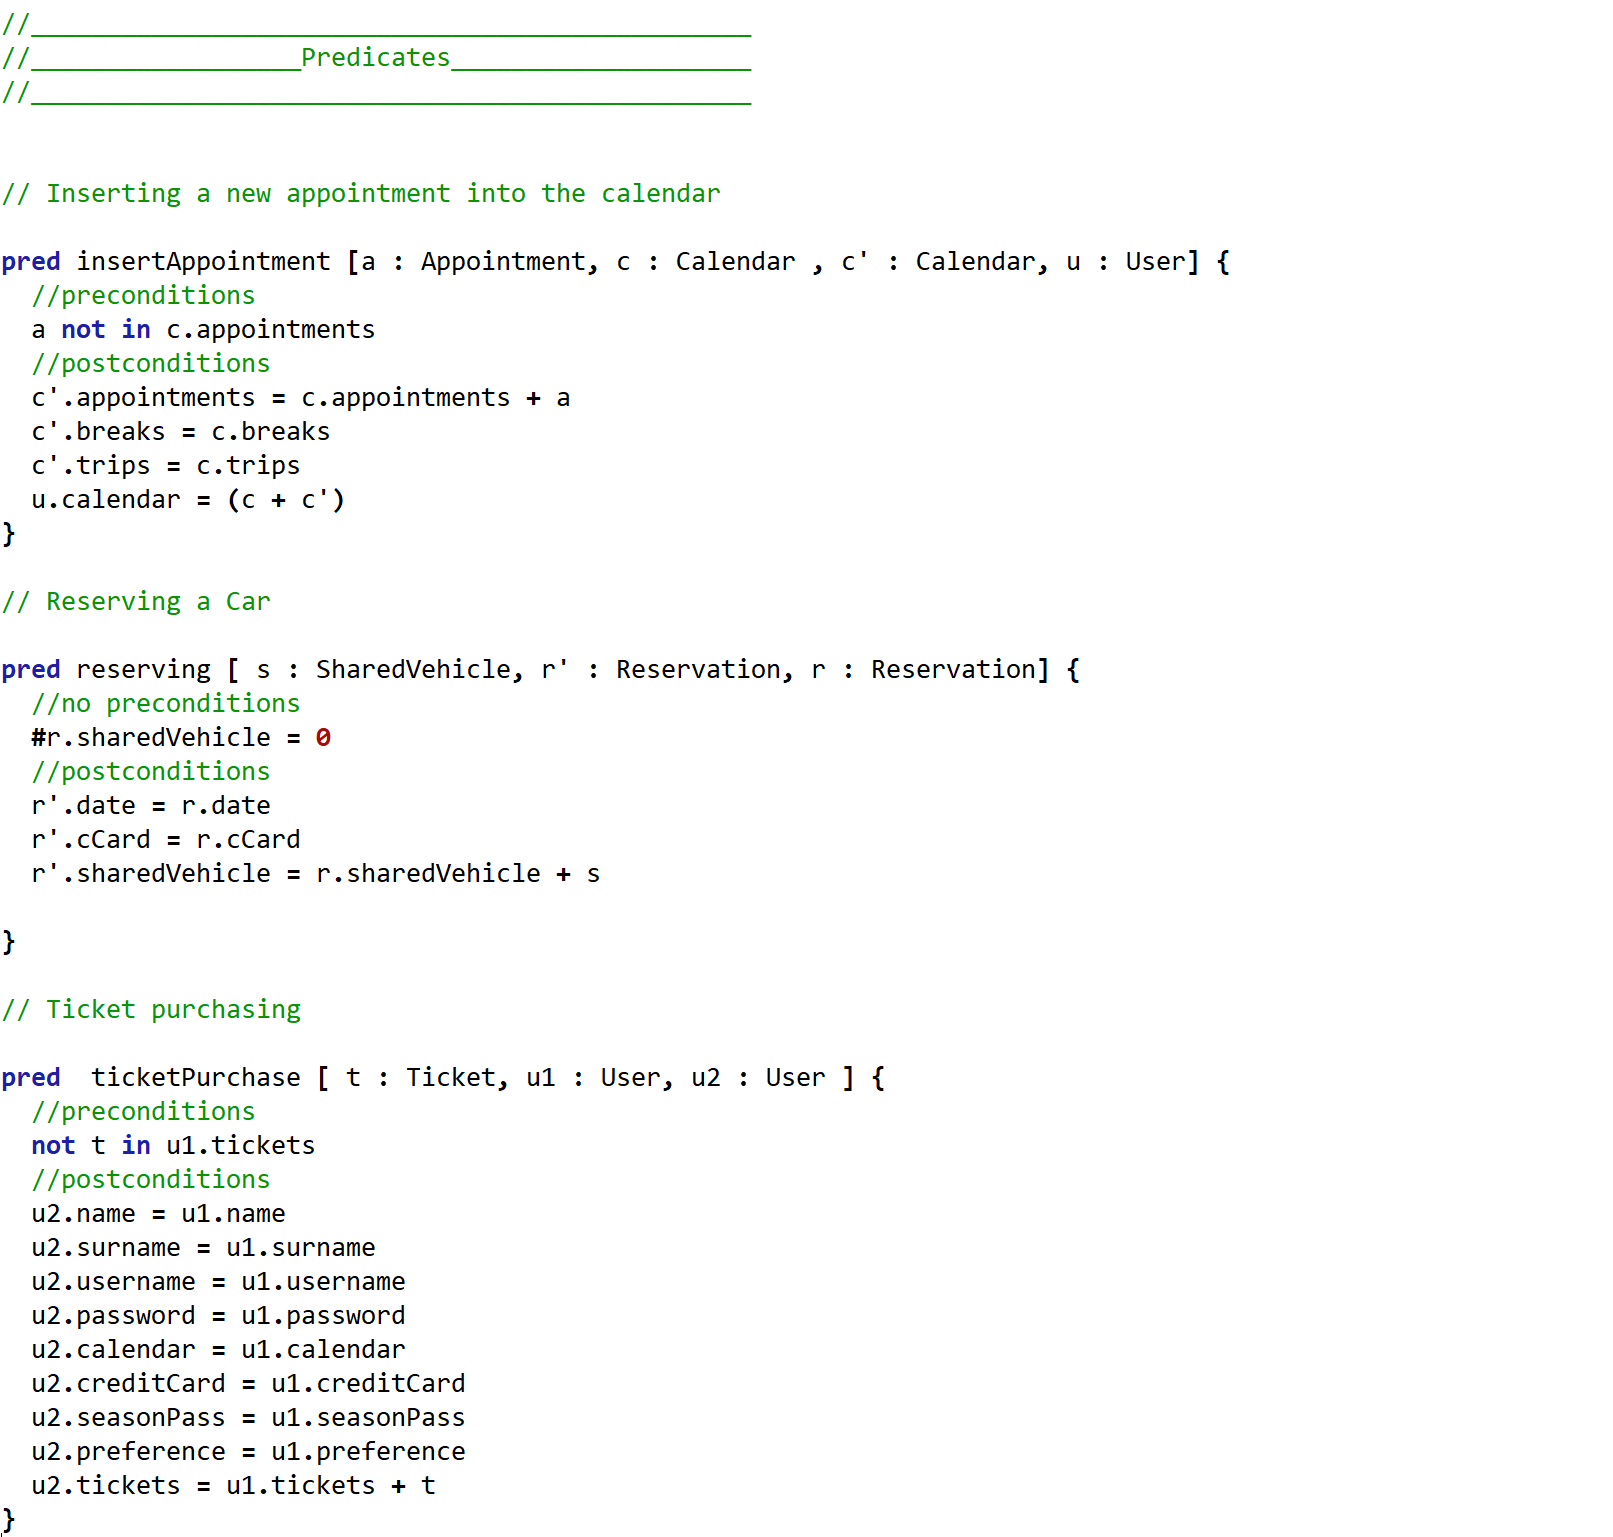 //________________________________________________
//__________________Predicates____________________
//________________________________________________
// Inserting a new appointment into the calendar
pred insertAppointment [a : Appointment, c : Calendar , c' : Calendar, u : User] {
  //preconditions
  a not in c.appointments
  //postconditions
  c'.appointments = c.appointments + a
  c'.breaks = c.breaks
  c'.trips = c.trips
  u.calendar = (c + c')
}
// Reserving a Car
pred reserving [ s : SharedVehicle, r' : Reservation, r : Reservation] {
  //no preconditions
  #r.sharedVehicle = 0
  //postconditions
  r'.date = r.date
  r'.cCard = r.cCard
  r'.sharedVehicle = r.sharedVehicle + s
}
// Ticket purchasing
pred  ticketPurchase [ t : Ticket, u1 : User, u2 : User ] {
  //preconditions
  not t in u1.tickets
  //postconditions
  u2.name = u1.name
  u2.surname = u1.surname
  u2.username = u1.username
  u2.password = u1.password
  u2.calendar = u1.calendar
  u2.creditCard = u1.creditCard
  u2.seasonPass = u1.seasonPass
  u2.preference = u1.preference
  u2.tickets = u1.tickets + t
}